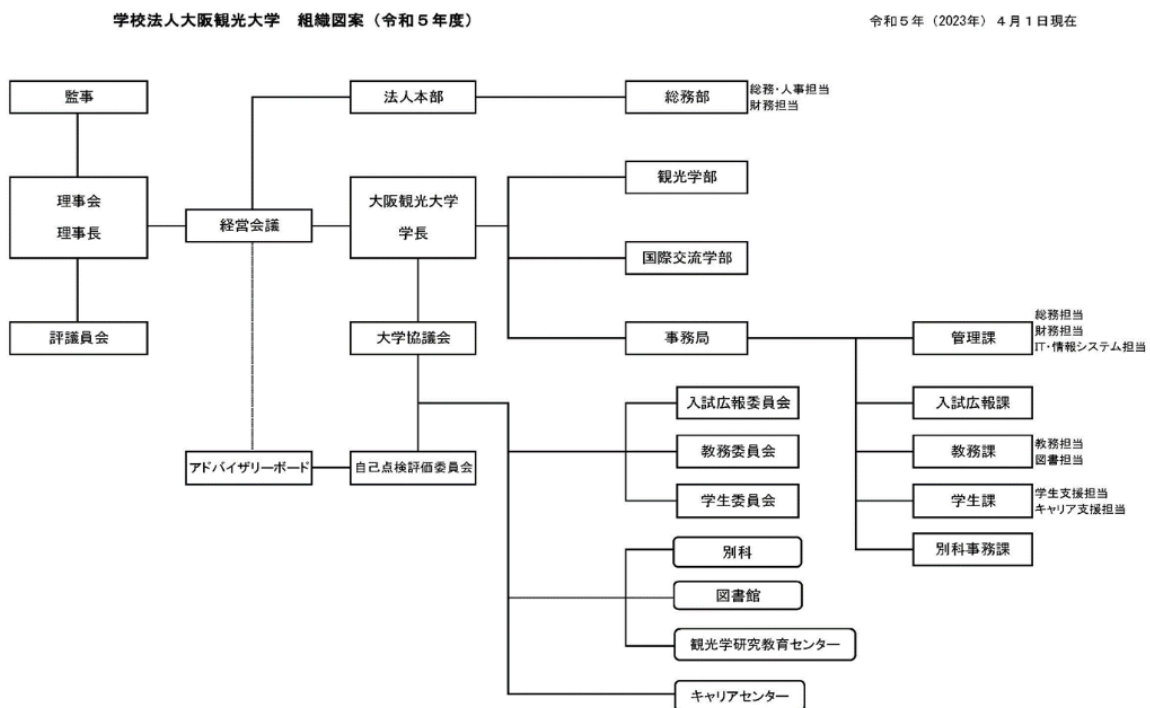 学校法人大阪観光大学 組織図案（令和５年度）
令和５年（2023年）４月１日現在
監事
法人本部
総務部
総務・人事担当
財務担当
理事会
理事長
経営会議
大阪観光大学
学長
観光学部
国際交流学部
評議員会
大学協議会
事務局
管理課
総務担当
財務担当
IT・情報システム担当
入試広報委員会
入試広報課
アドバイザリーボード
自己点検評価委員会
教務委員会
教務課
教務担当
図書担当
学生委員会
学生課
学生支援担当
キャリア支援担当
別科
別科事務課
図書館
観光学研究教育センター
キャリアセンター